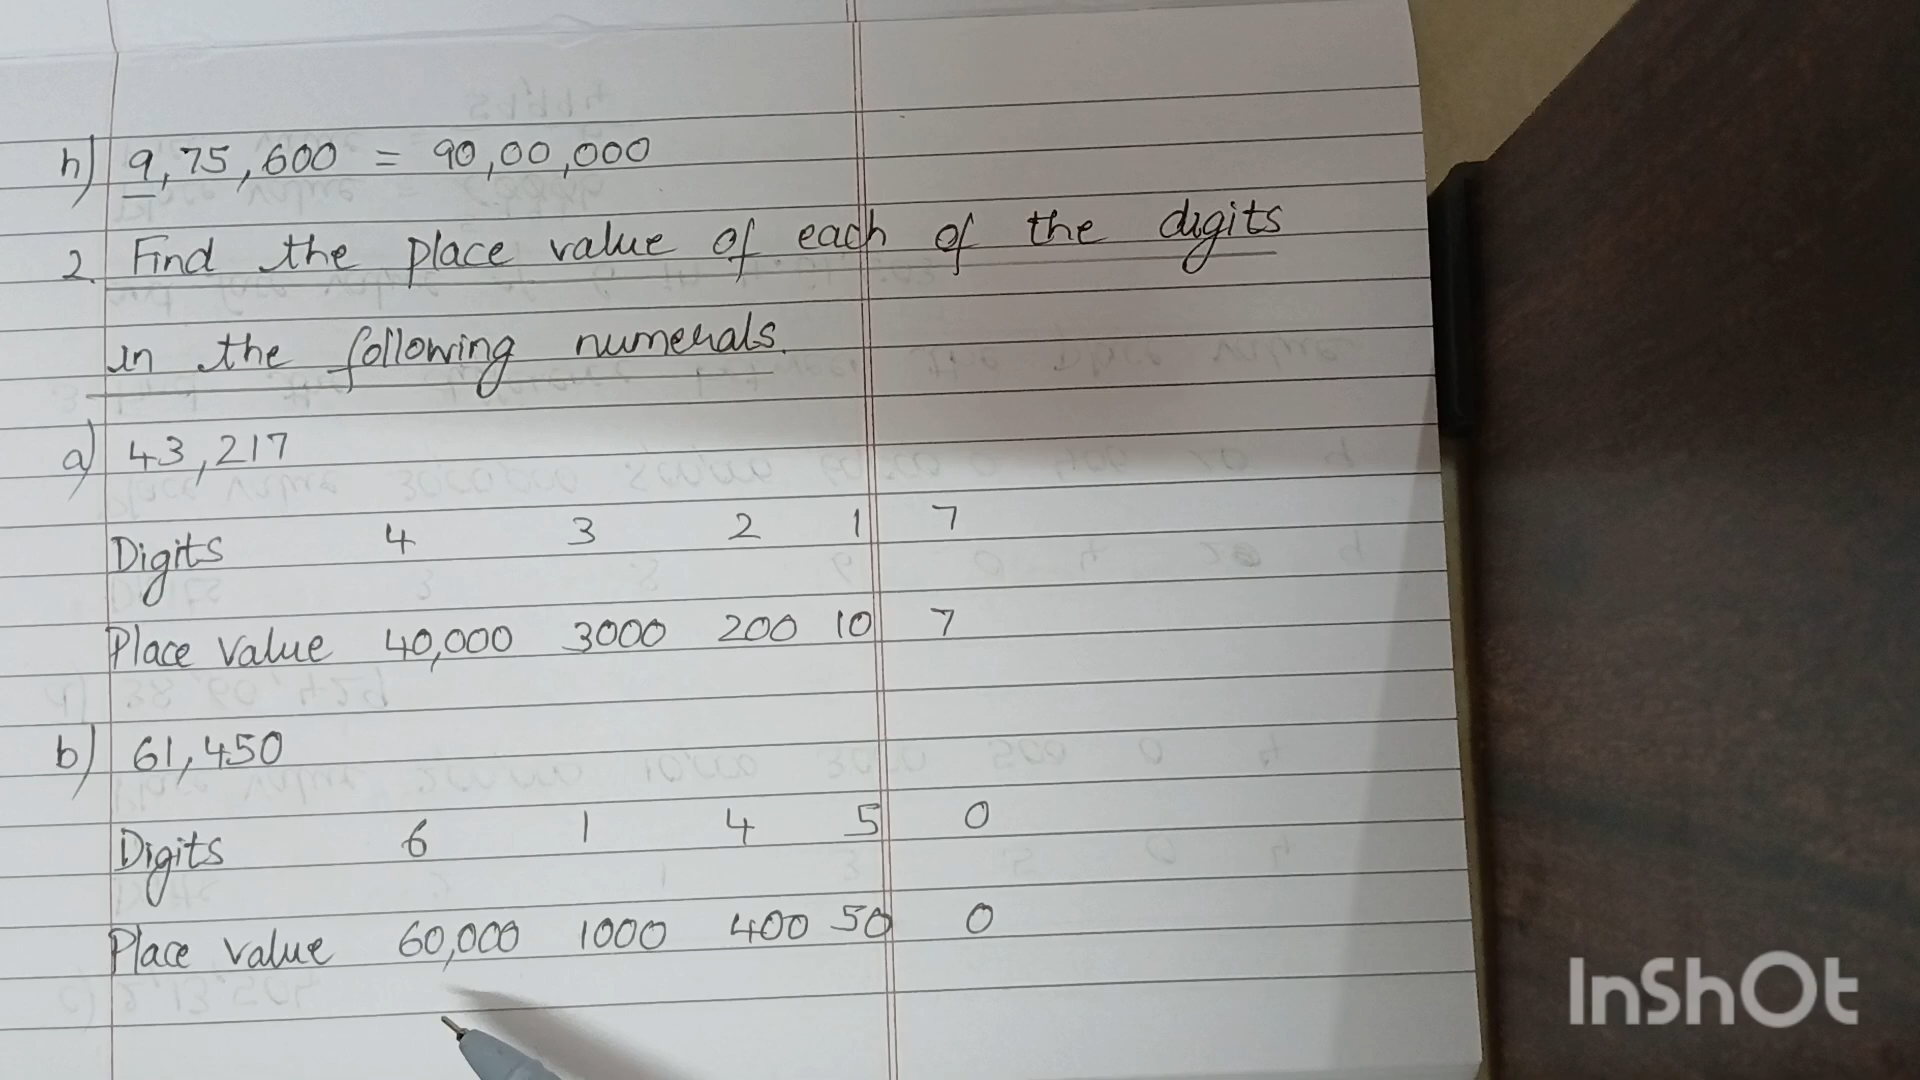 h) 9,75,600 = 90,00,000
2. Find the place value of each of the digits
in the following numerals.
a) 43,217
Digits 4 3 2 1 7
Place value 40,000 3000 200 10 7
b) 61,450
Digits 6 1 4 5 0
Place value 60,000 1000 400 50 0
InShOt